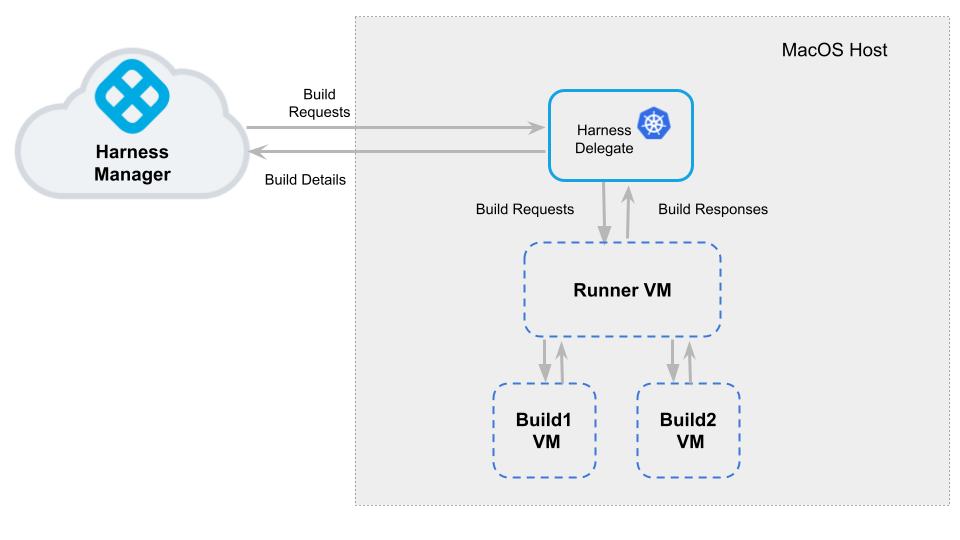 MacOS Host
Build
Requests
Harness
Manager
Build Details
Harness
Delegate
Build Requests
Build Responses
Runner VM
Build1
VM
Build2
VM